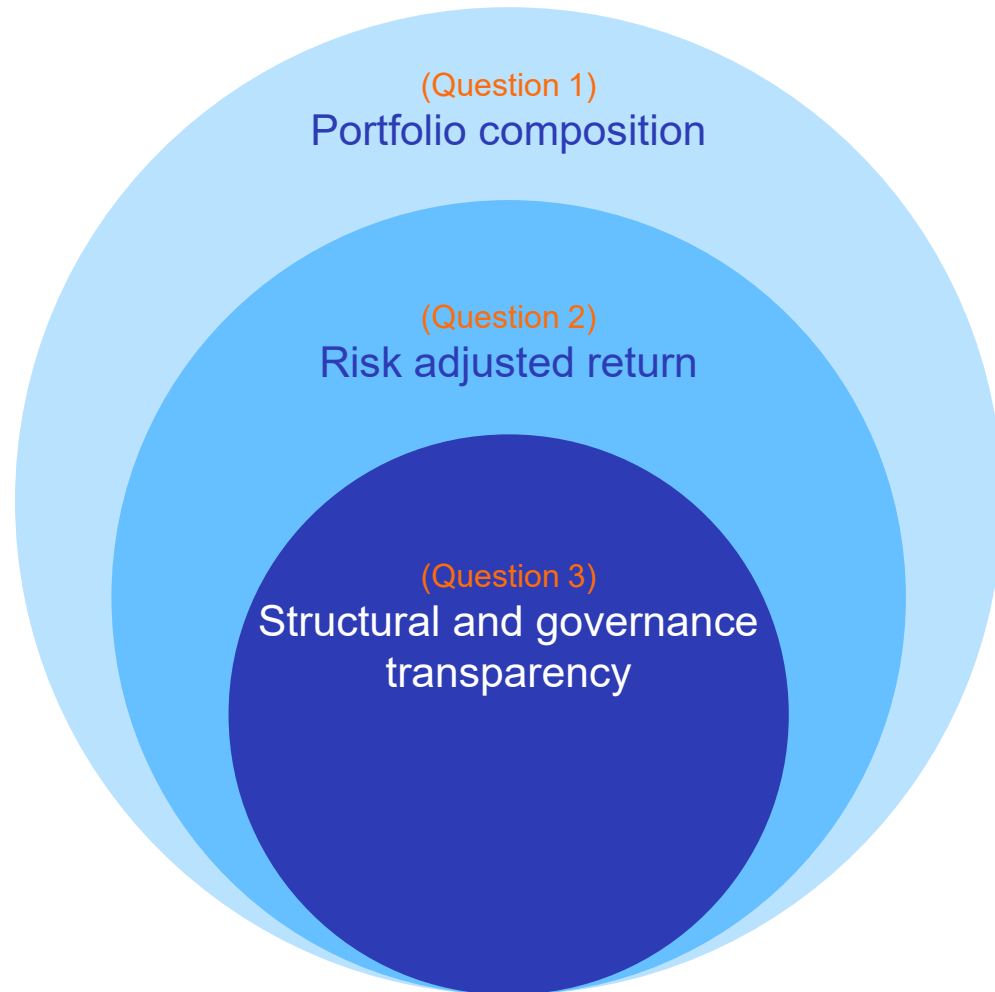 (Question 1)
Portfolio composition
(Question 2)
Risk adjusted return
(Question 3)
Structural and governance
transparency